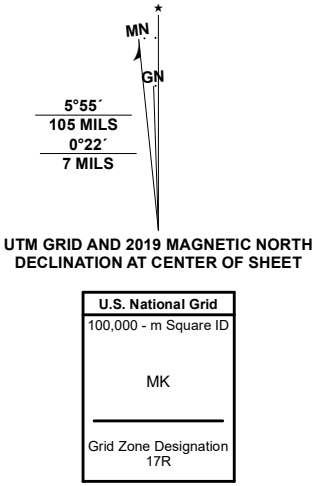 ★
MN
GN
5°55´
105 MILS
0°22´
7 MILS
UTM GRID AND 2019 MAGNETIC NORTH
DECLINATION AT CENTER OF SHEET
U.S. National Grid
100,000 - m Square ID
MK
Grid Zone Designation
17R